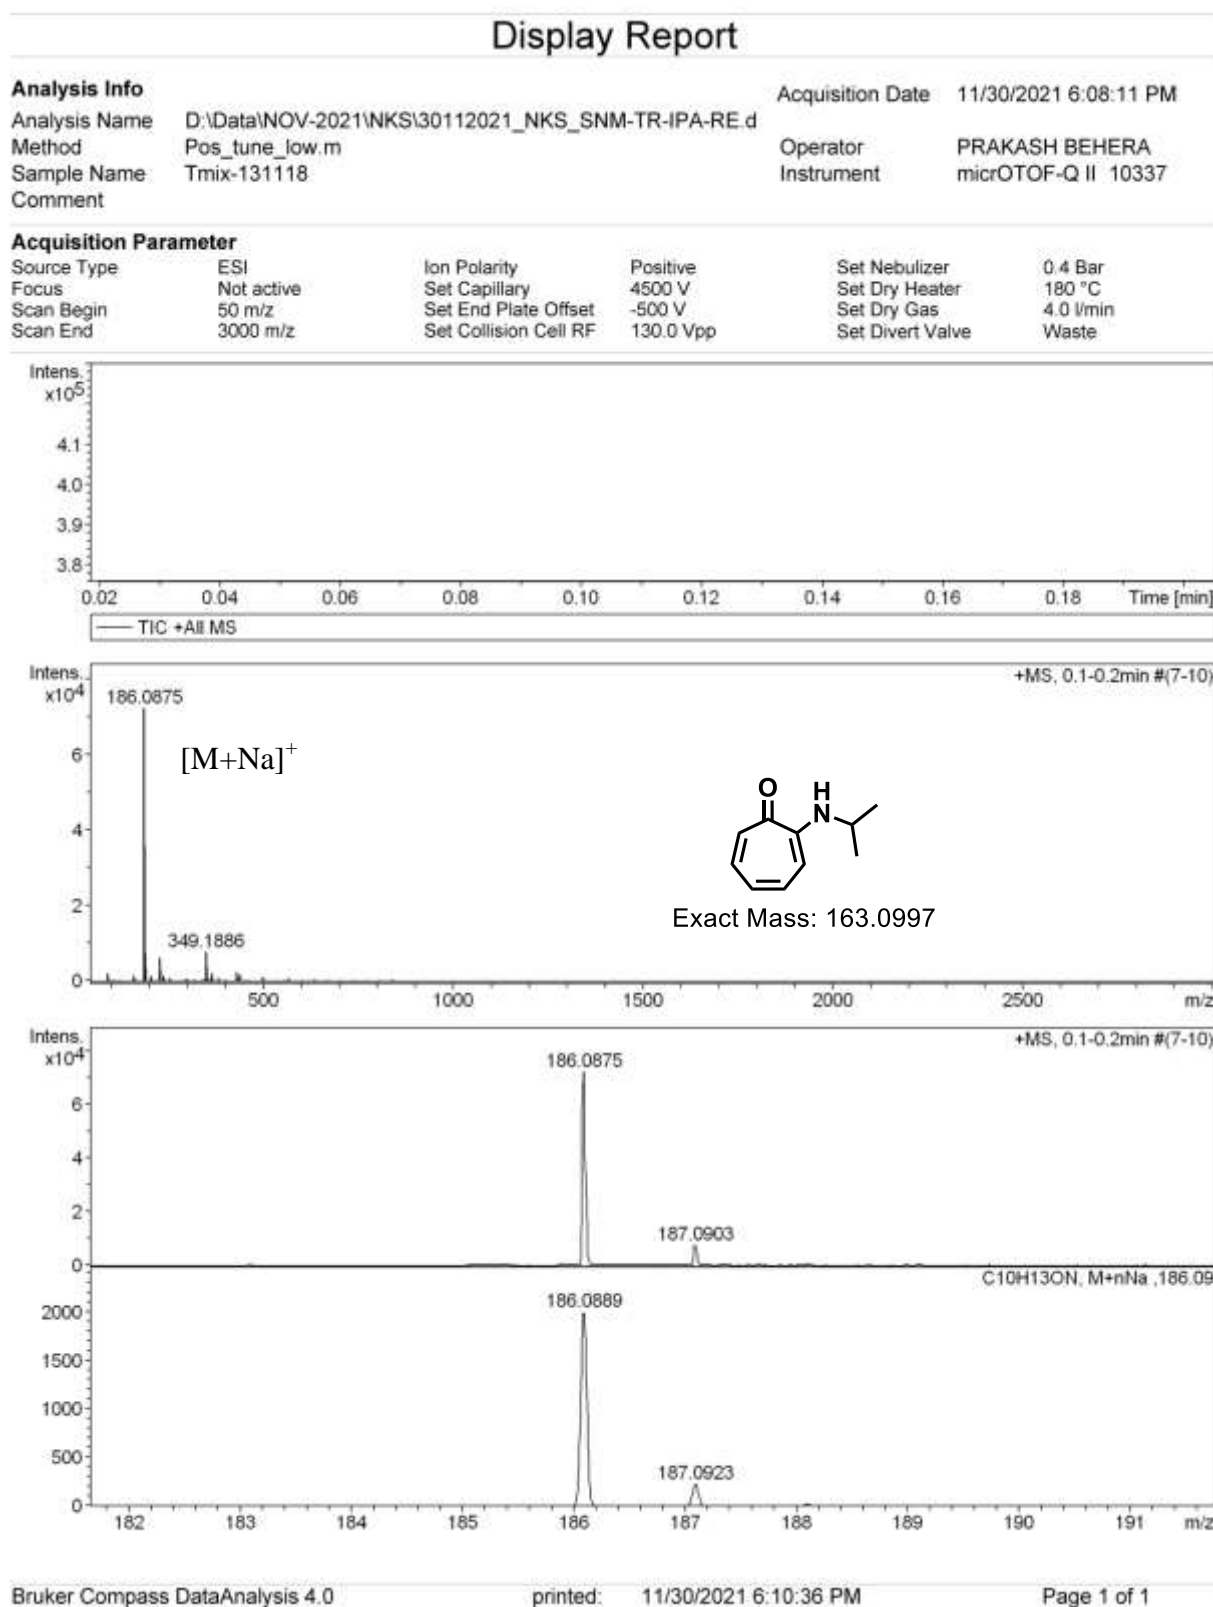 Display Report
Analysis Info
Acquisition Date 11/30/2021 6:08:11 PM
Analysis Name D:\Data\NOV-2021\NKS\30112021_NKS_SNM-TR-IPA-RE.d
Method Pos_tune_low.m Operator PRAKASH BEHERA
Sample Name Tmix-131118 Instrument micrOTOF-Q II 10337
Comment
Acquisition Parameter
Source Type ESI Ion Polarity Positive Set Nebulizer 0.4 Bar
Focus Not active Set Capillary 4500 V Set Dry Heater 180 °C
Scan Begin 50 m/z Set End Plate Offset -500 V Set Dry Gas 4.0 l/min
Scan End 3000 m/z Set Collision Cell RF 130.0 Vpp Set Divert Valve Waste
Intens.
x10⁵
4.1
4.0
3.9
3.8
0.02 0.04 0.06 0.08 0.10 0.12 0.14 0.16 0.18 Time [min]
TIC +All MS
Intens. +MS, 0.1-0.2min #(7-10)
x10⁴ 186.0875
[M+Na]⁺
6
O H
N
4
2
Exact Mass: 163.0997
349.1886
0
500 1000 1500 2000 2500 m/z
Intens. +MS, 0.1-0.2min #(7-10)
x10⁴ 186.0875
6
4
2
187.0903
0
C10H13ON, M+nNa ,186.09
186.0889
2000
1500
1000
500
187.0923
0
182 183 184 185 186 187 188 189 190 191 m/z
Bruker Compass DataAnalysis 4.0 printed: 11/30/2021 6:10:36 PM Page 1 of 1